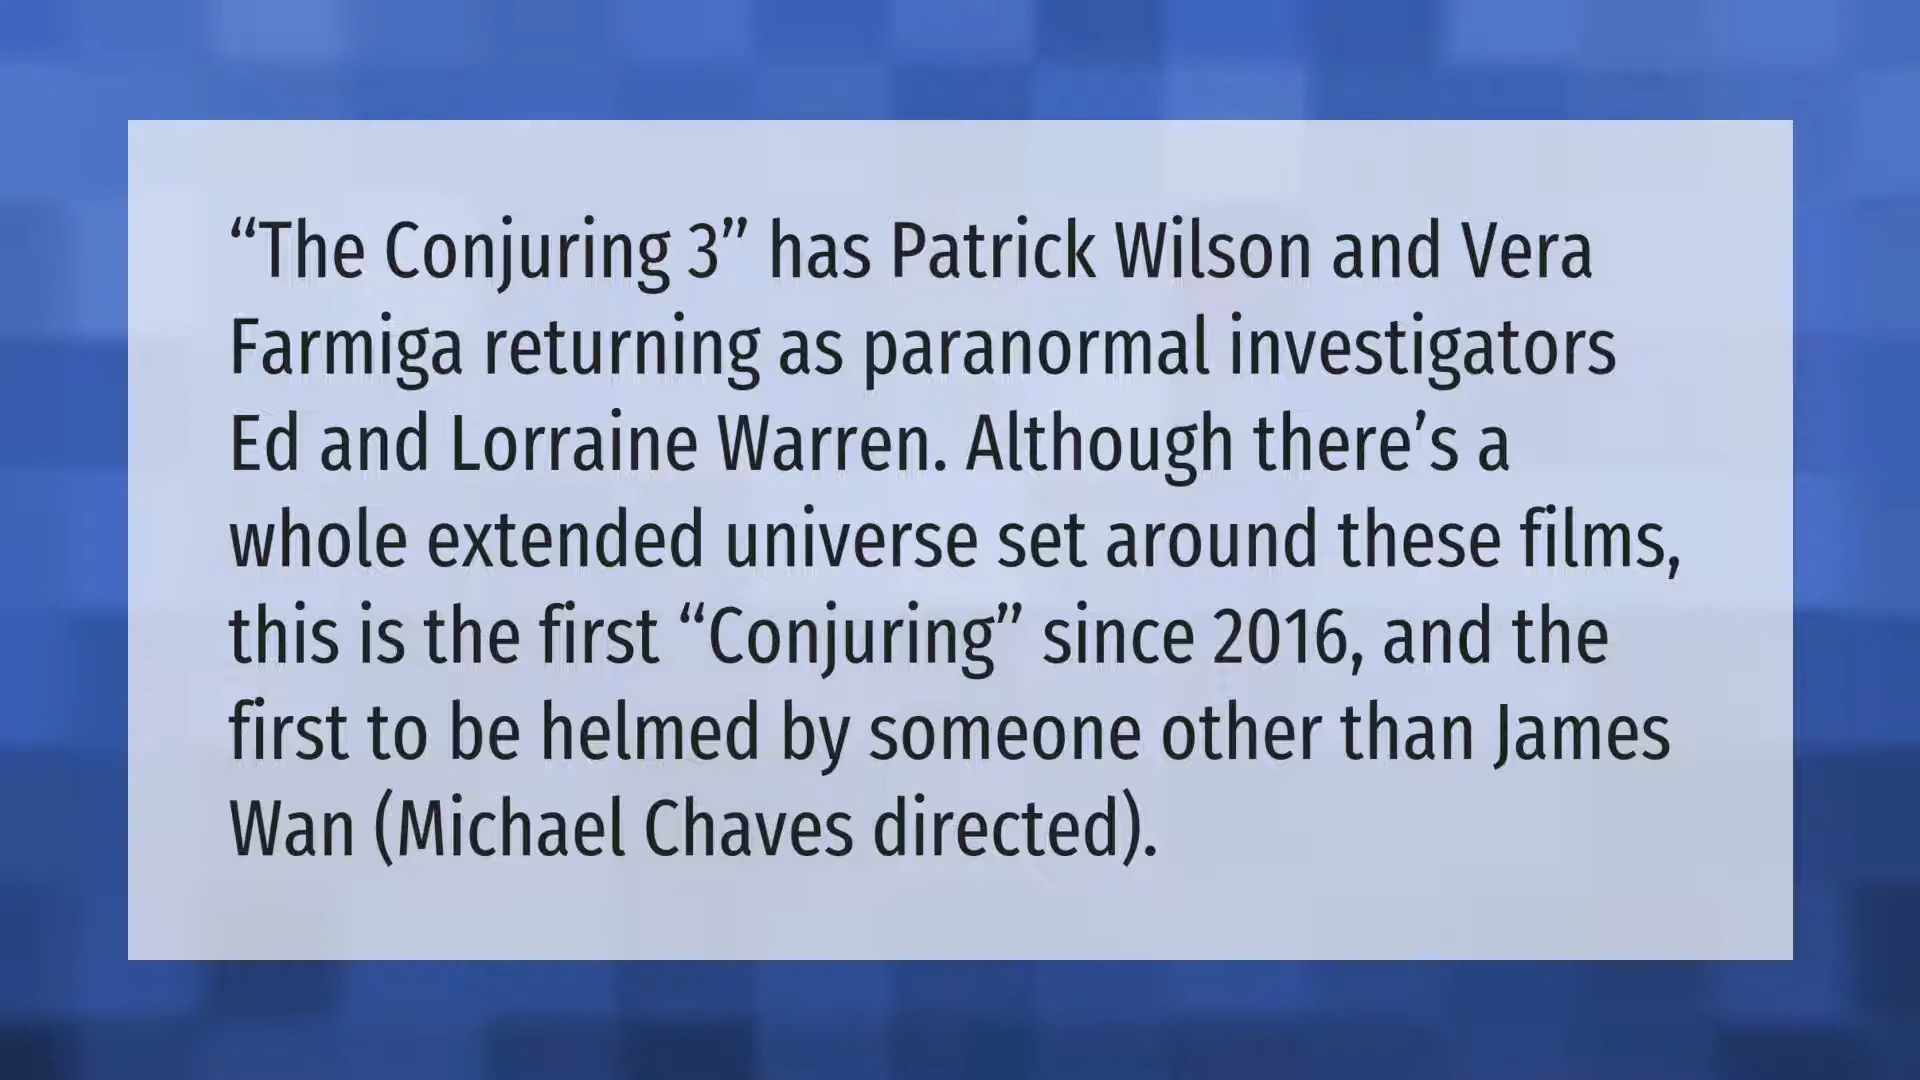 “The Conjuring 3” has Patrick Wilson and Vera
Farmiga returning as paranormal investigators
Ed and Lorraine Warren. Although there’s a
whole extended universe set around these films,
this is the first “Conjuring” since 2016, and the
first to be helmed by someone other than James
Wan (Michael Chaves directed).